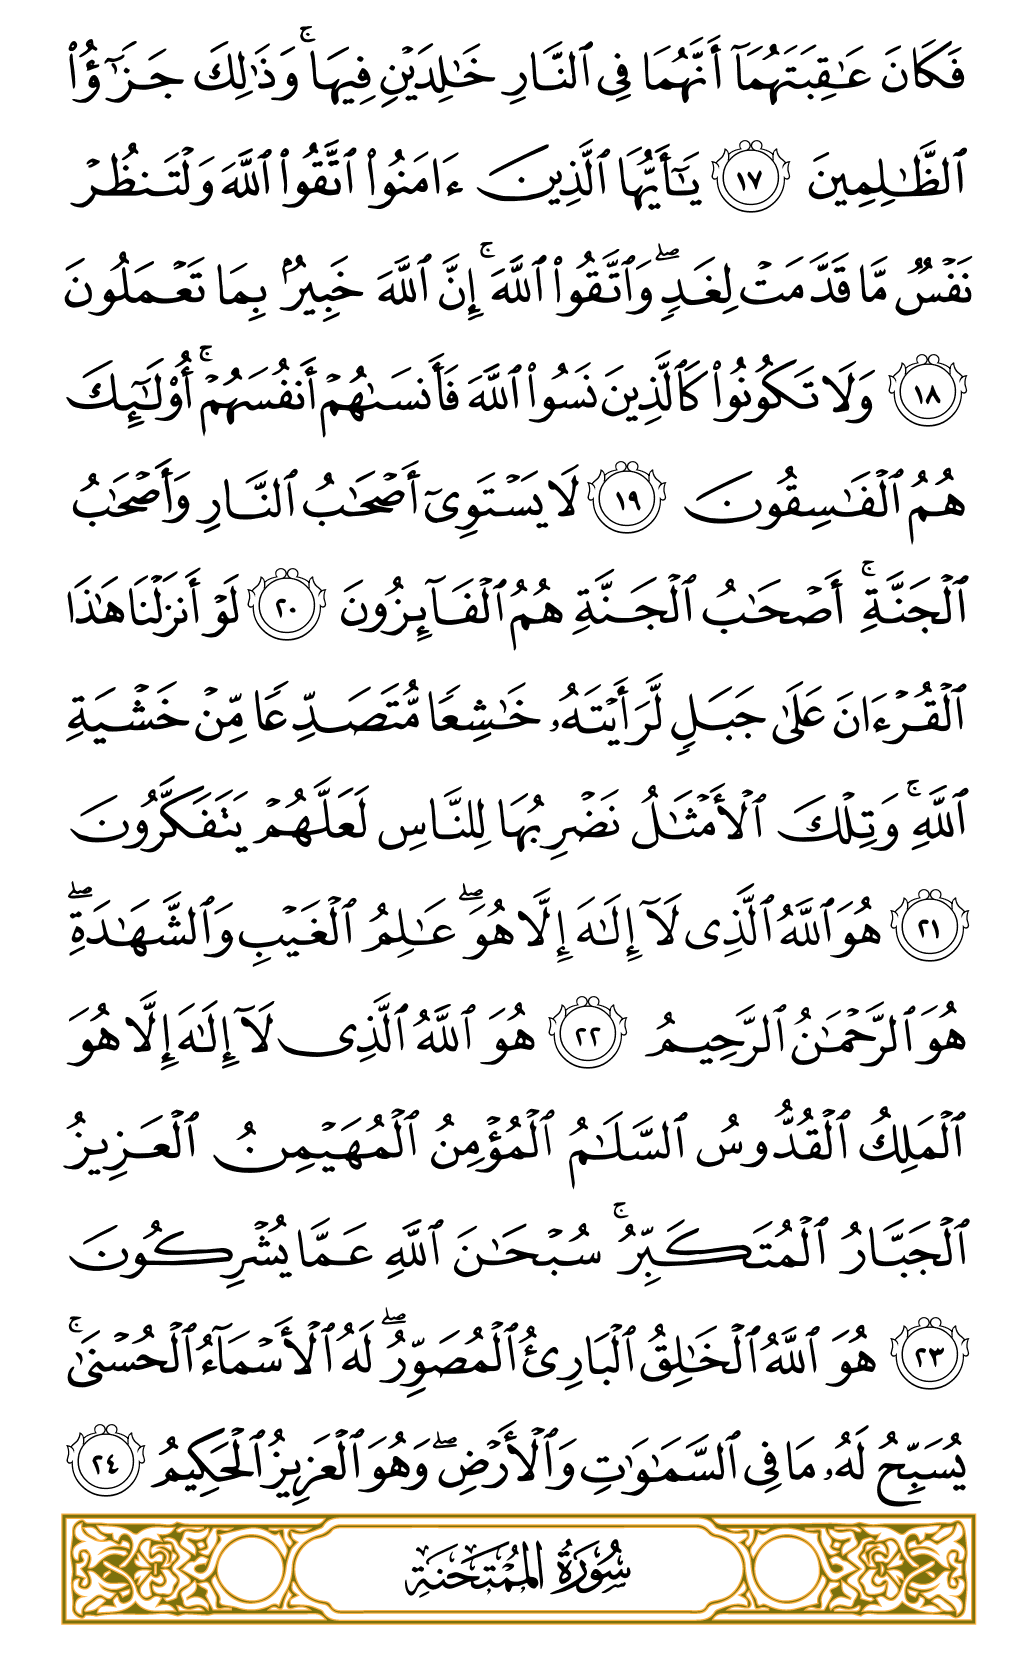 فَكَانَ عَٰقِبَتَهُمَآ أَنَّهُمَا فِى ٱلنَّارِ خَٰلِدَيْنِ فِيهَا ۚ وَذَٰلِكَ جَزَٰٓؤُا۟
ٱلظَّٰلِمِينَ ١٧ يَٰٓأَيُّهَا ٱلَّذِينَ ءَامَنُوا۟ ٱتَّقُوا۟ ٱللَّهَ وَلْتَنظُرْ
نَفْسٌ مَّا قَدَّمَتْ لِغَدٍ ۖ وَٱتَّقُوا۟ ٱللَّهَ ۚ إِنَّ ٱللَّهَ خَبِيرٌۢ بِمَا تَعْمَلُونَ
١٨ وَلَا تَكُونُوا۟ كَٱلَّذِينَ نَسُوا۟ ٱللَّهَ فَأَنسَىٰهُمْ أَنفُسَهُمْ ۚ أُو۟لَٰٓئِكَ
هُمُ ٱلْفَٰسِقُونَ ١٩ لَا يَسْتَوِىٓ أَصْحَٰبُ ٱلنَّارِ وَأَصْحَٰبُ
ٱلْجَنَّةِ ۚ أَصْحَٰبُ ٱلْجَنَّةِ هُمُ ٱلْفَآئِزُونَ ٢٠ لَوْ أَنزَلْنَا هَٰذَا
ٱلْقُرْءَانَ عَلَىٰ جَبَلٍ لَّرَأَيْتَهُۥ خَٰشِعًا مُّتَصَدِّعًا مِّنْ خَشْيَةِ
ٱللَّهِ ۚ وَتِلْكَ ٱلْأَمْثَٰلُ نَضْرِبُهَا لِلنَّاسِ لَعَلَّهُمْ يَتَفَكَّرُونَ
٢١ هُوَ ٱللَّهُ ٱلَّذِى لَآ إِلَٰهَ إِلَّا هُوَ ۖ عَٰلِمُ ٱلْغَيْبِ وَٱلشَّهَٰدَةِ ۖ
هُوَ ٱلرَّحْمَٰنُ ٱلرَّحِيمُ ٢٢ هُوَ ٱللَّهُ ٱلَّذِى لَآ إِلَٰهَ إِلَّا هُوَ
ٱلْمَلِكُ ٱلْقُدُّوسُ ٱلسَّلَٰمُ ٱلْمُؤْمِنُ ٱلْمُهَيْمِنُ ٱلْعَزِيزُ
ٱلْجَبَّارُ ٱلْمُتَكَبِّرُ ۚ سُبْحَٰنَ ٱللَّهِ عَمَّا يُشْرِكُونَ
٢٣ هُوَ ٱللَّهُ ٱلْخَٰلِقُ ٱلْبَارِئُ ٱلْمُصَوِّرُ ۖ لَهُ ٱلْأَسْمَآءُ ٱلْحُسْنَىٰ ۚ
يُسَبِّحُ لَهُۥ مَا فِى ٱلسَّمَٰوَٰتِ وَٱلْأَرْضِ ۖ وَهُوَ ٱلْعَزِيزُ ٱلْحَكِيمُ ٢٤
سُورَةُ المُمْتَحَنَةِ